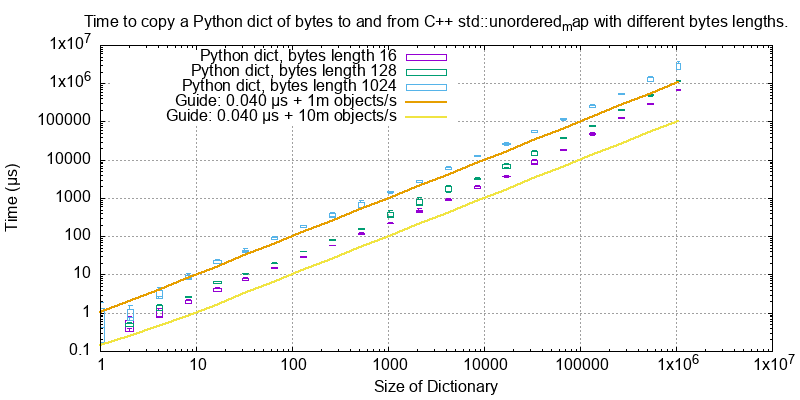 Time to copy a Python dict of bytes to and from C++ std::unordered_map with different bytes lengths.
Python dict, bytes length 16
Python dict, bytes length 128
Python dict, bytes length 1024
Guide: 0.040 µs + 1m objects/s
Guide: 0.040 µs + 10m objects/s
Time (µs)
1x10^7
1x10^6
100000
10000
1000
100
10
1
0.1
1 10 100 1000 10000 100000 1x10^6 1x10^7
Size of Dictionary